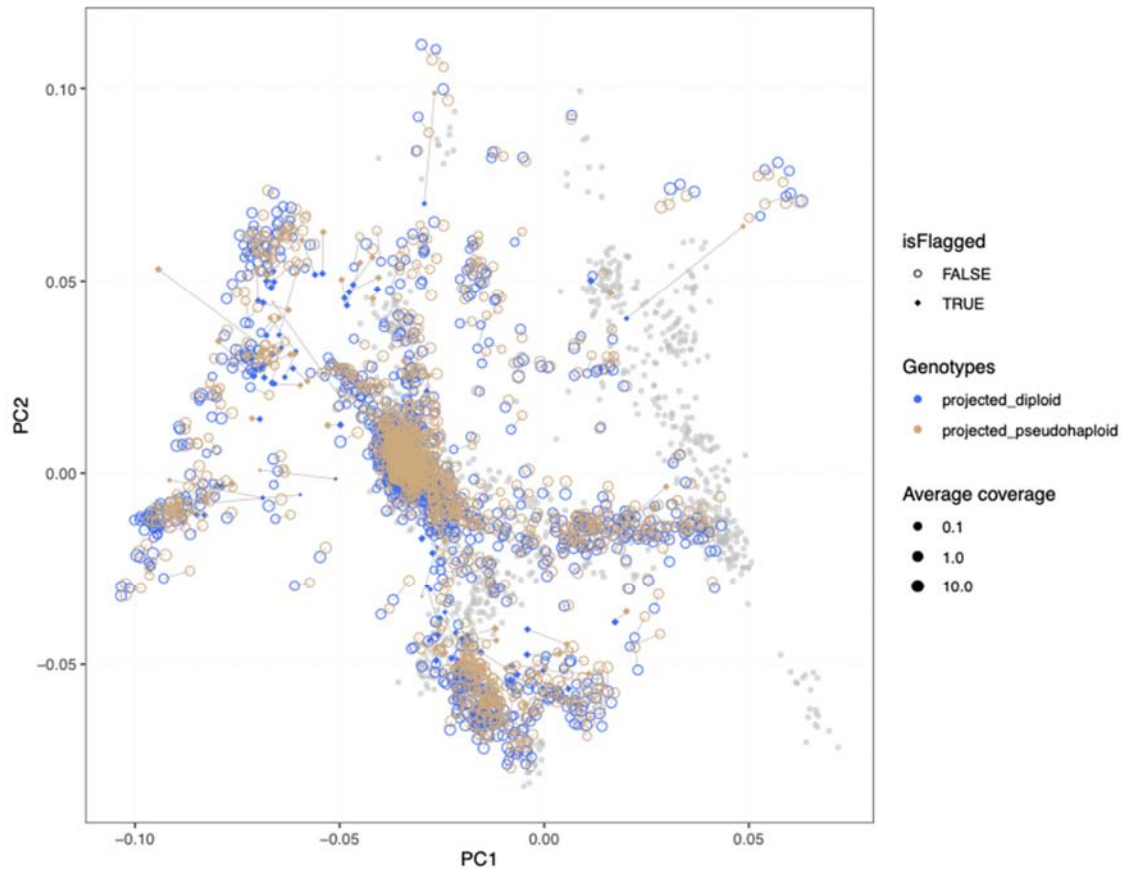 0.10
0.05
0.00
−0.05
PC2
−0.10
−0.05
0.00
0.05
PC1
isFlagged
FALSE
TRUE
Genotypes
projected_diploid
projected_pseudohaploid
Average coverage
0.1
1.0
10.0